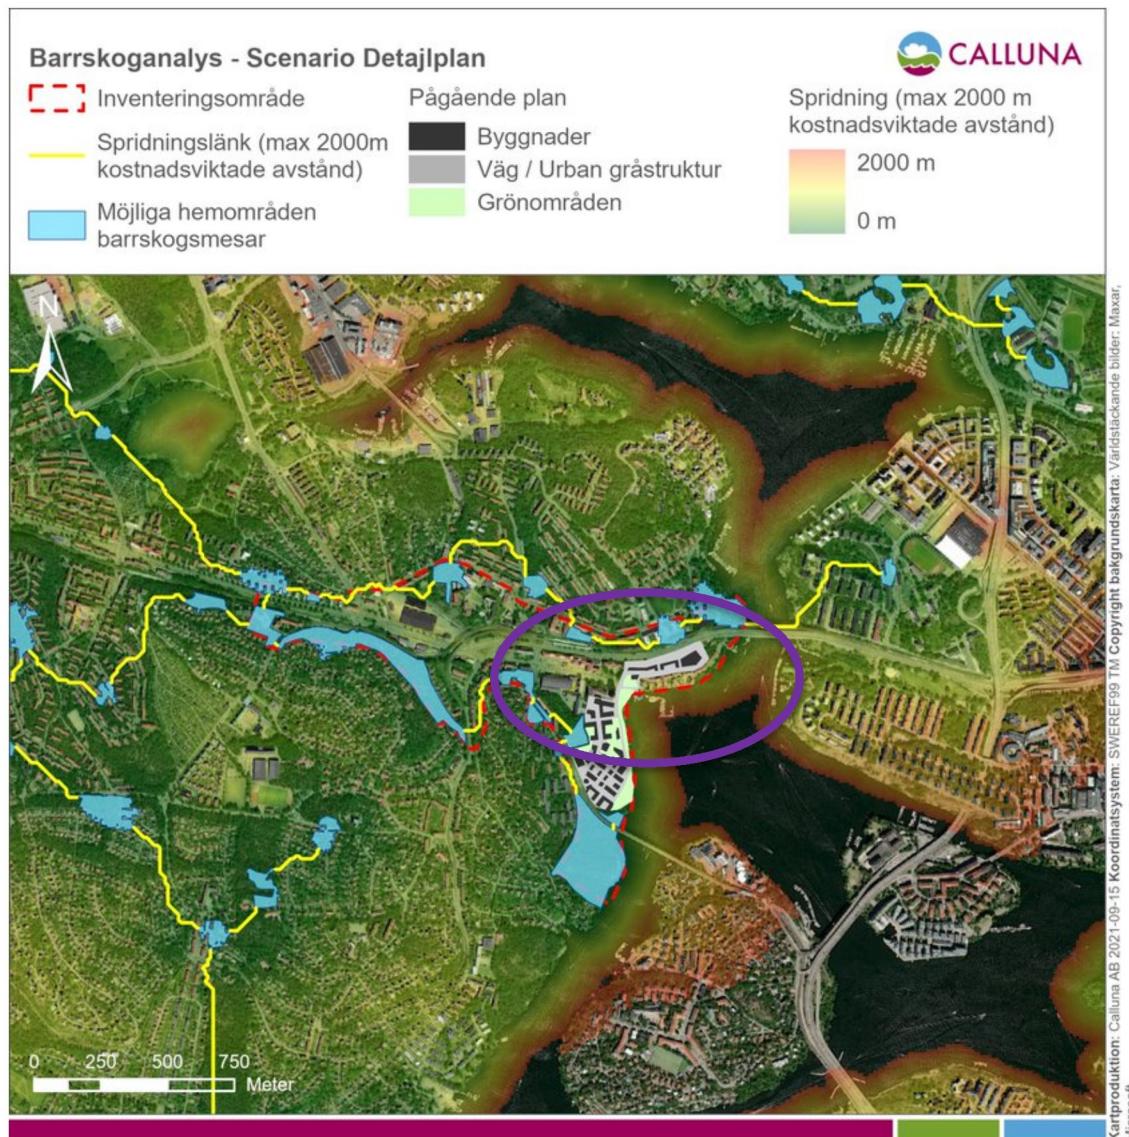 Barrskoganalys - Scenario Detajlplan
CALLUNA
Inventeringsområde
Spridningslänk (max 2000m
kostnadsviktade avstånd)
Möjliga hemområden
barrskogsmesar
Pågående plan
Byggnader
Väg / Urban gråstruktur
Grönområden
Spridning (max 2000 m
kostnadsviktade avstånd)
2000 m
0 m
N
0 250 500 750
Meter
Kartproduktion: Calluna AB 2021-09-15 Koordinatsystem: SWEREF99 TM Copyright bakgrundskarta: Världstäckande bilder: Maxar,